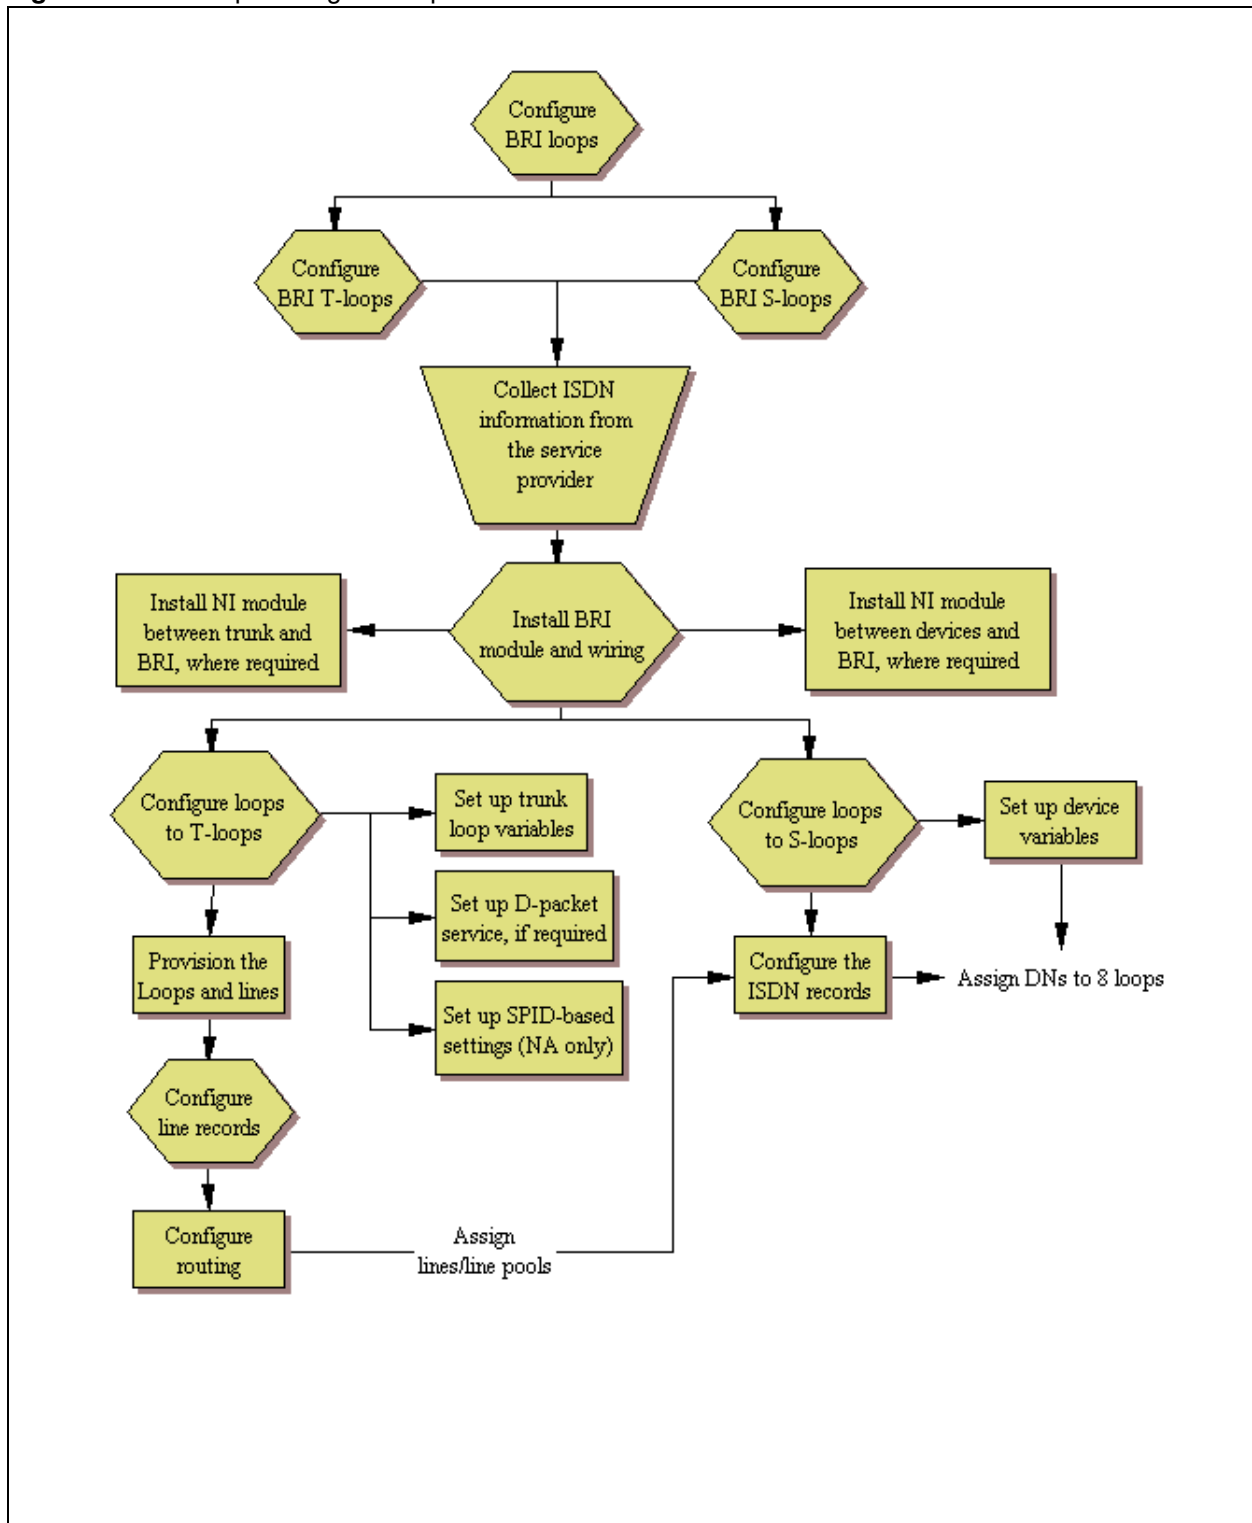 Configure
BRI loops
Configure
BRI T-loops
Configure
BRI S-loops
Collect ISDN
information from
the service
provider
Install NI module
between trunk and
BRI, where required
Install BRI
module and wiring
Install NI module
between devices and
BRI, where required
Configure loops
to T-loops
Set up trunk
loop variables
Configure loops
to S-loops
Set up device
variables
Set up D-packet
service, if required
Provision the
Loops and lines
Configure the
ISDN records
Assign DNs to 8 loops
Set up SPID-based
settings (NA only)
Configure
line records
Configure
routing
Assign
lines/line pools